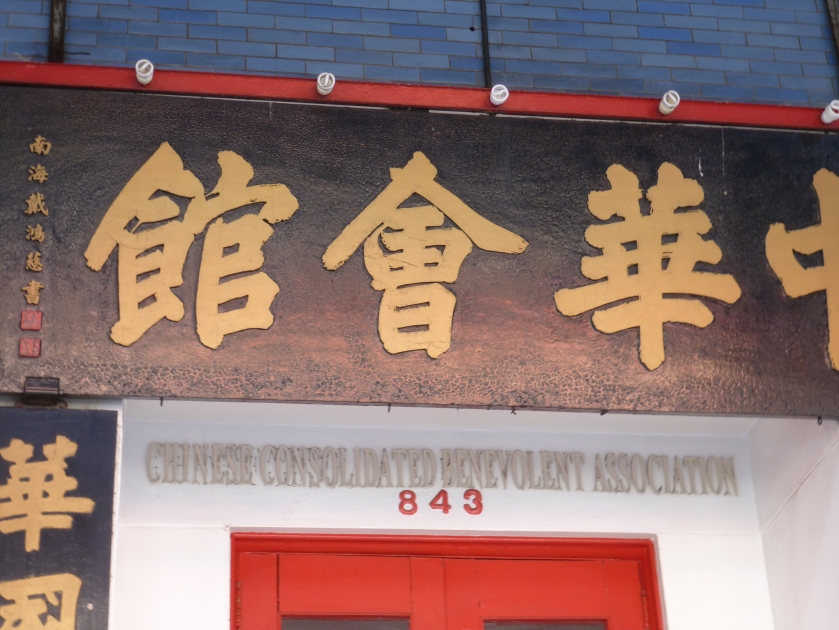 中華會館
南海戴鴻慈書
CHINESE CONSOLIDATED BENEVOLENT ASSOCIATION
843
華